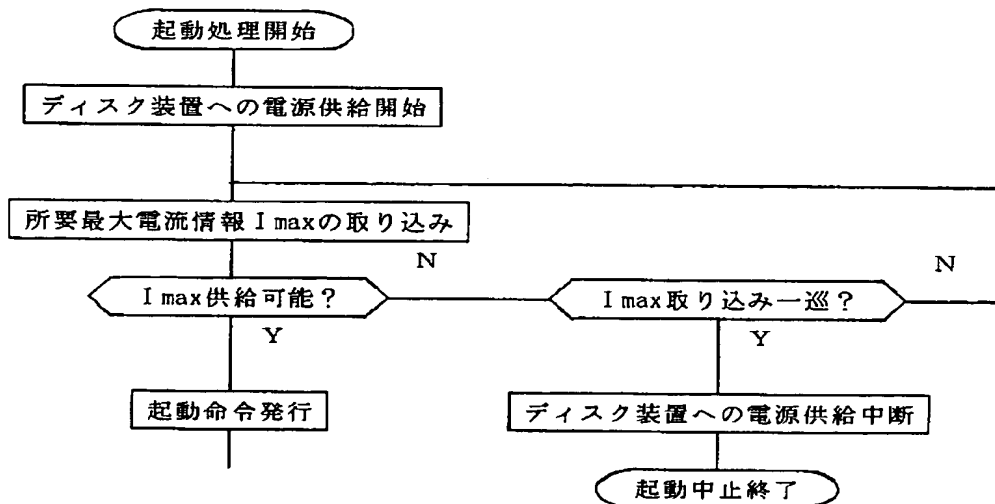 起動処理開始
ディスク装置への電源供給開始
所要最大電流情報Imaxの取り込み
N
N
Imax供給可能?
Imax取り込み一巡?
Y
Y
起動命令発行
ディスク装置への電源供給中断
起動中止終了